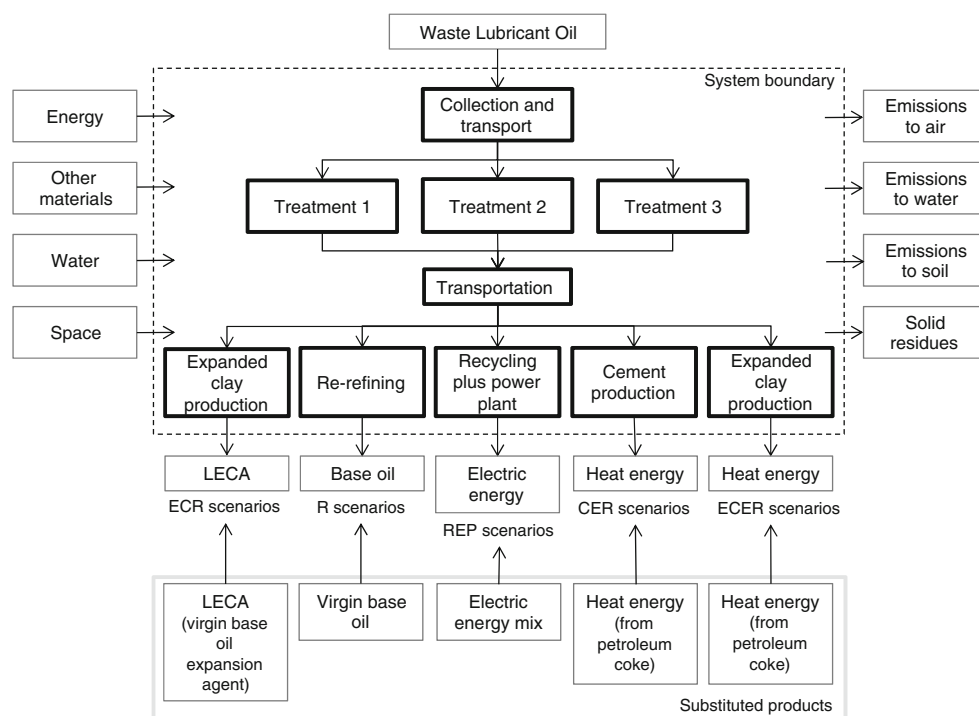 Waste Lubricant Oil
System boundary
Energy
Collection and
transport
Emissions
to air
Other
materials
Treatment 1
Treatment 2
Treatment 3
Emissions
to water
Water
Transportation
Emissions
to soil
Space
Solid
residues
Expanded
clay
production
Re-refining
Recycling
plus power
plant
Cement
production
Expanded
clay
production
LECA
Base oil
Electric
energy
Heat energy
Heat energy
ECR scenarios
R scenarios
REP scenarios
CER scenarios
ECER scenarios
LECA
(virgin base
oil
expansion
agent)
Virgin base
oil
Electric
energy mix
Heat energy
(from
petroleum
coke)
Heat energy
(from
petroleum
coke)
Substituted products